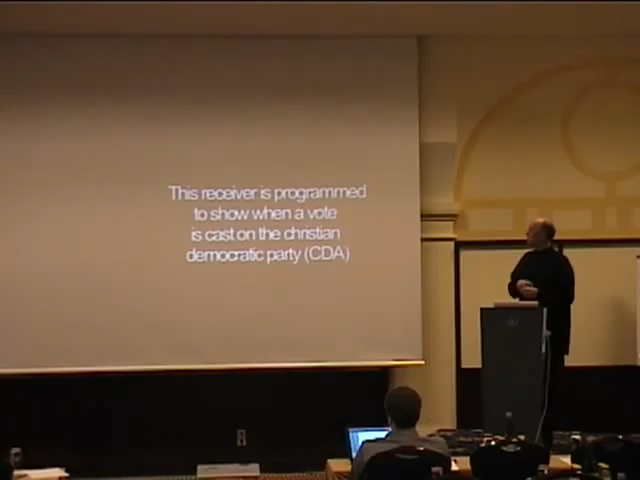 This receiver is programmed
to show when a vote
is cast on the christian
democratic party (CDA)